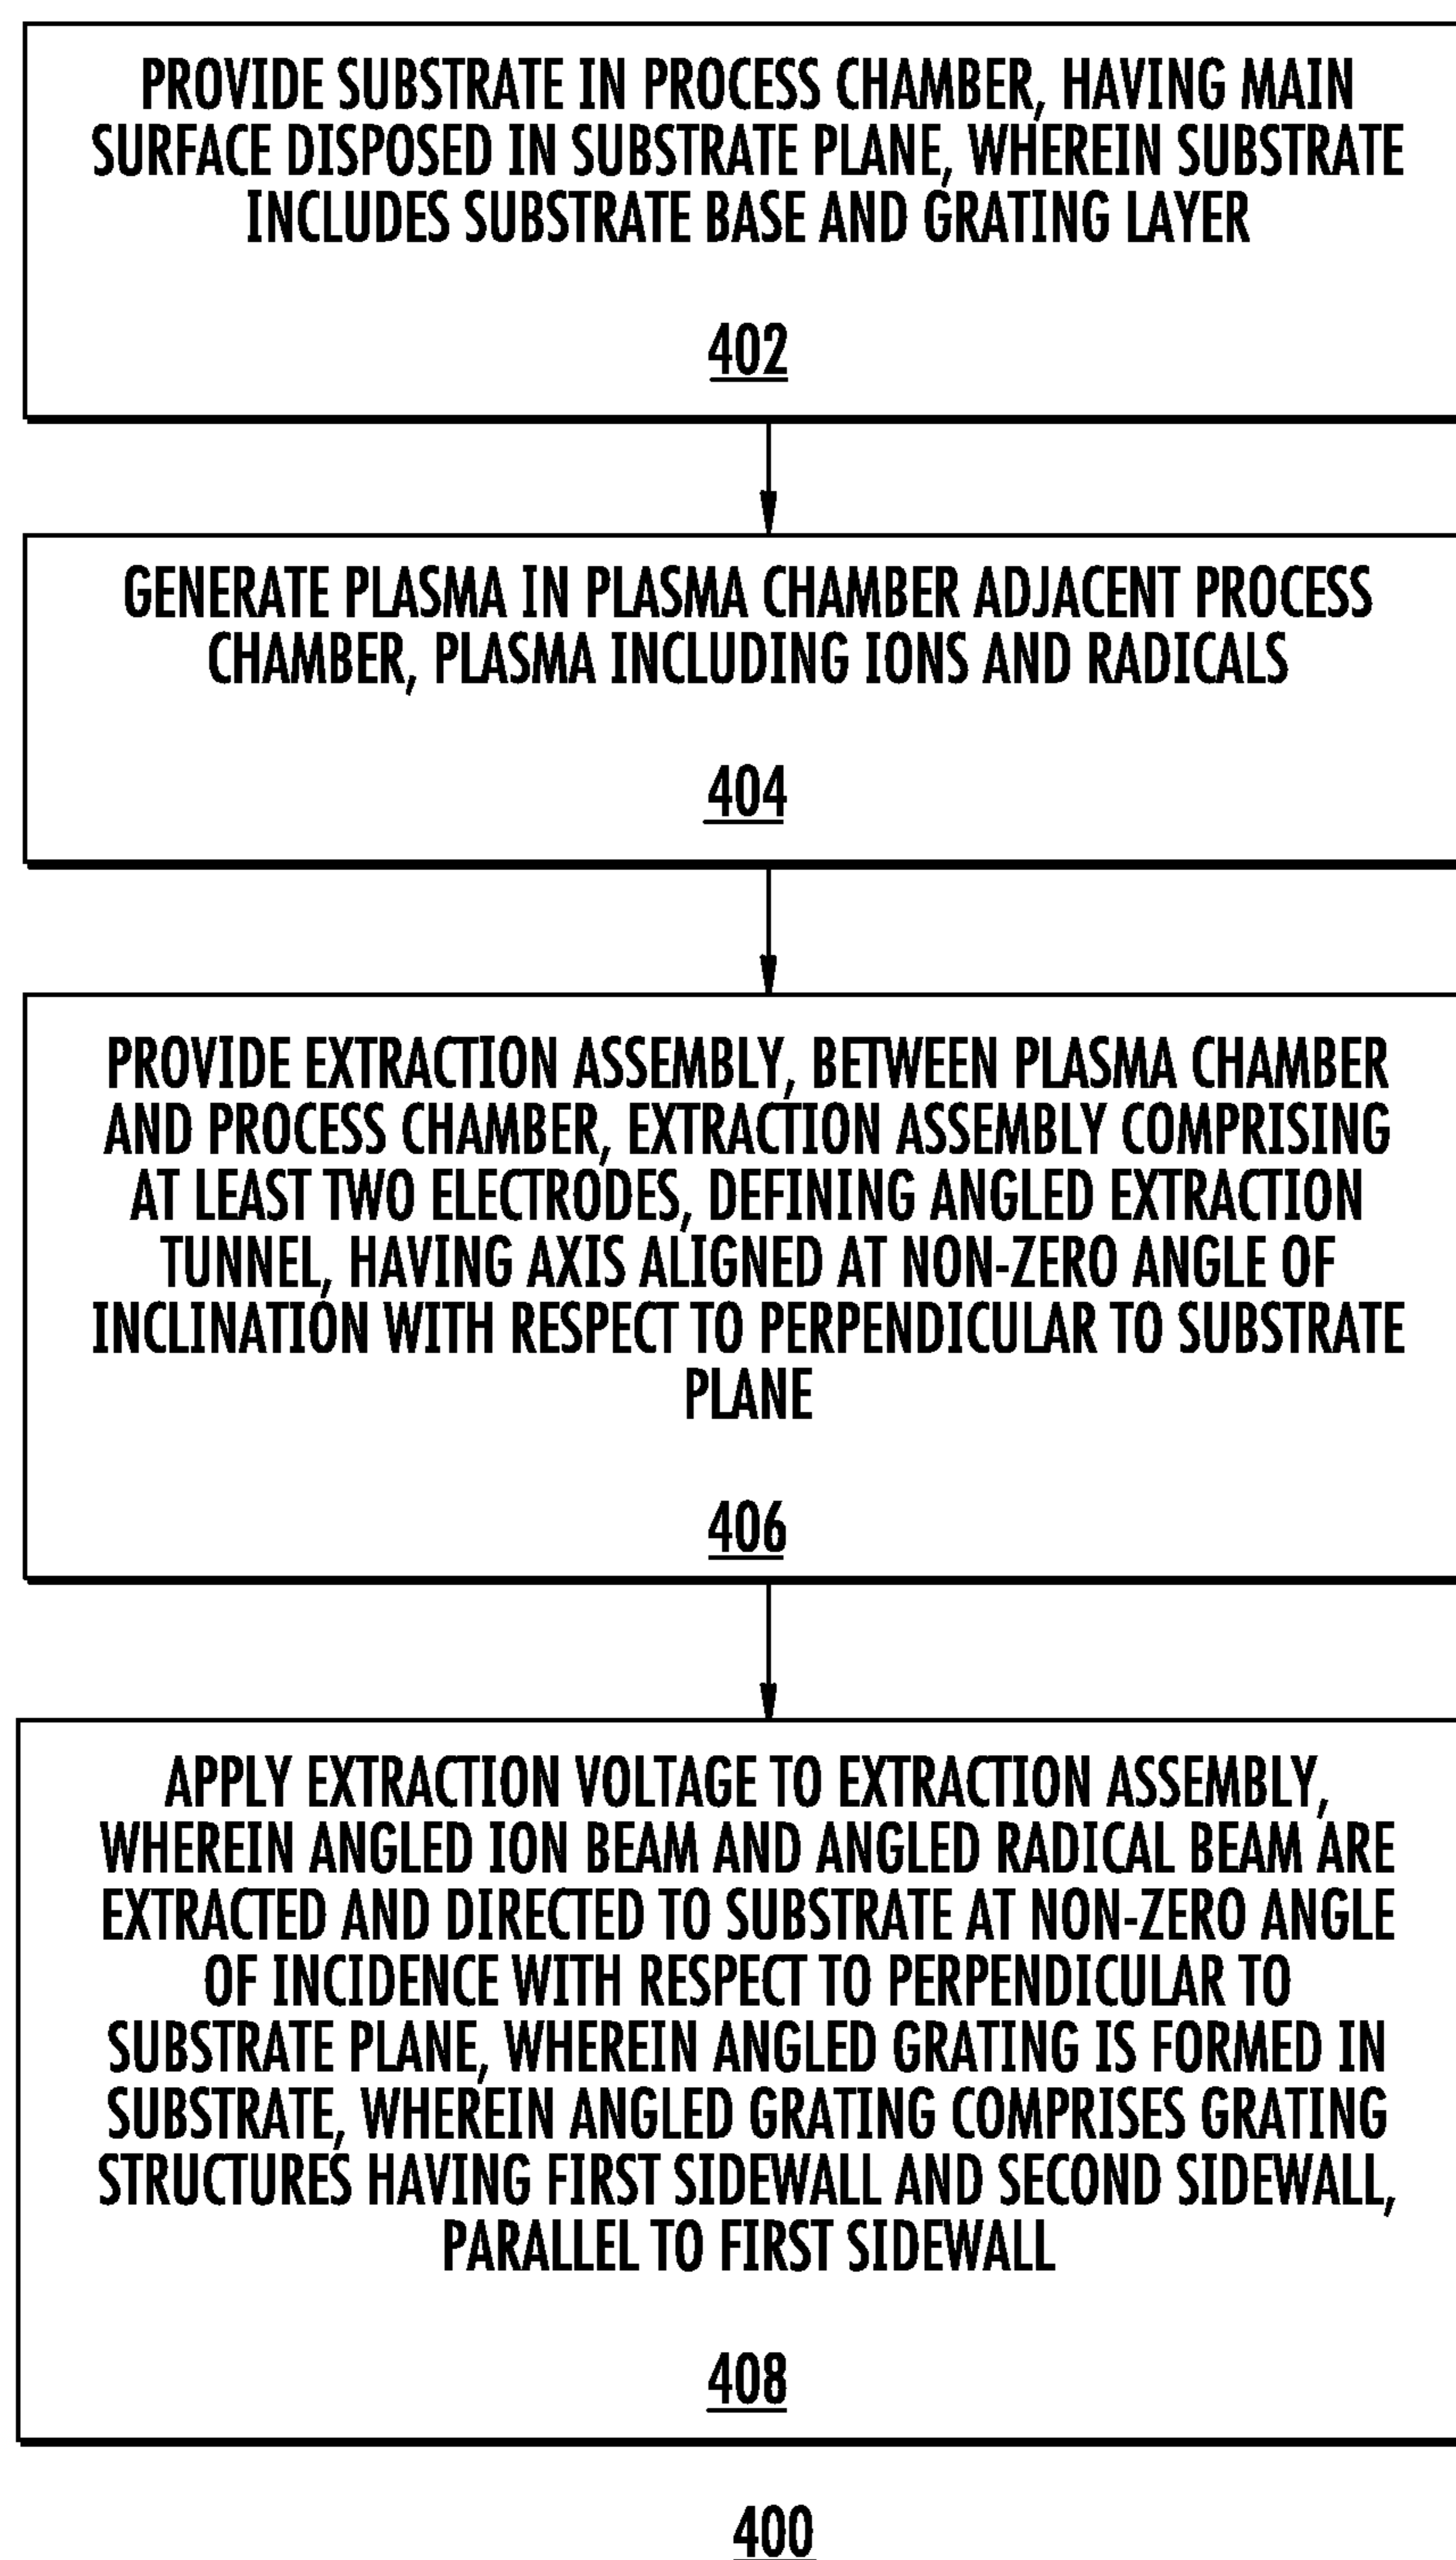 PROVIDE SUBSTRATE IN PROCESS CHAMBER, HAVING MAIN
SURFACE DISPOSED IN SUBSTRATE PLANE, WHEREIN SUBSTRATE
INCLUDES SUBSTRATE BASE AND GRATING LAYER
402
GENERATE PLASMA IN PLASMA CHAMBER ADJACENT PROCESS
CHAMBER, PLASMA INCLUDING IONS AND RADICALS
404
PROVIDE EXTRACTION ASSEMBLY, BETWEEN PLASMA CHAMBER
AND PROCESS CHAMBER, EXTRACTION ASSEMBLY COMPRISING
AT LEAST TWO ELECTRODES, DEFINING ANGLED EXTRACTION
TUNNEL, HAVING AXIS ALIGNED AT NON-ZERO ANGLE OF
INCLINATION WITH RESPECT TO PERPENDICULAR TO SUBSTRATE
PLANE
406
APPLY EXTRACTION VOLTAGE TO EXTRACTION ASSEMBLY,
WHEREIN ANGLED ION BEAM AND ANGLED RADICAL BEAM ARE
EXTRACTED AND DIRECTED TO SUBSTRATE AT NON-ZERO ANGLE
OF INCIDENCE WITH RESPECT TO PERPENDICULAR TO
SUBSTRATE PLANE, WHEREIN ANGLED GRATING IS FORMED IN
SUBSTRATE, WHEREIN ANGLED GRATING COMPRISES GRATING
STRUCTURES HAVING FIRST SIDEWALL AND SECOND SIDEWALL,
PARALLEL TO FIRST SIDEWALL
408
400